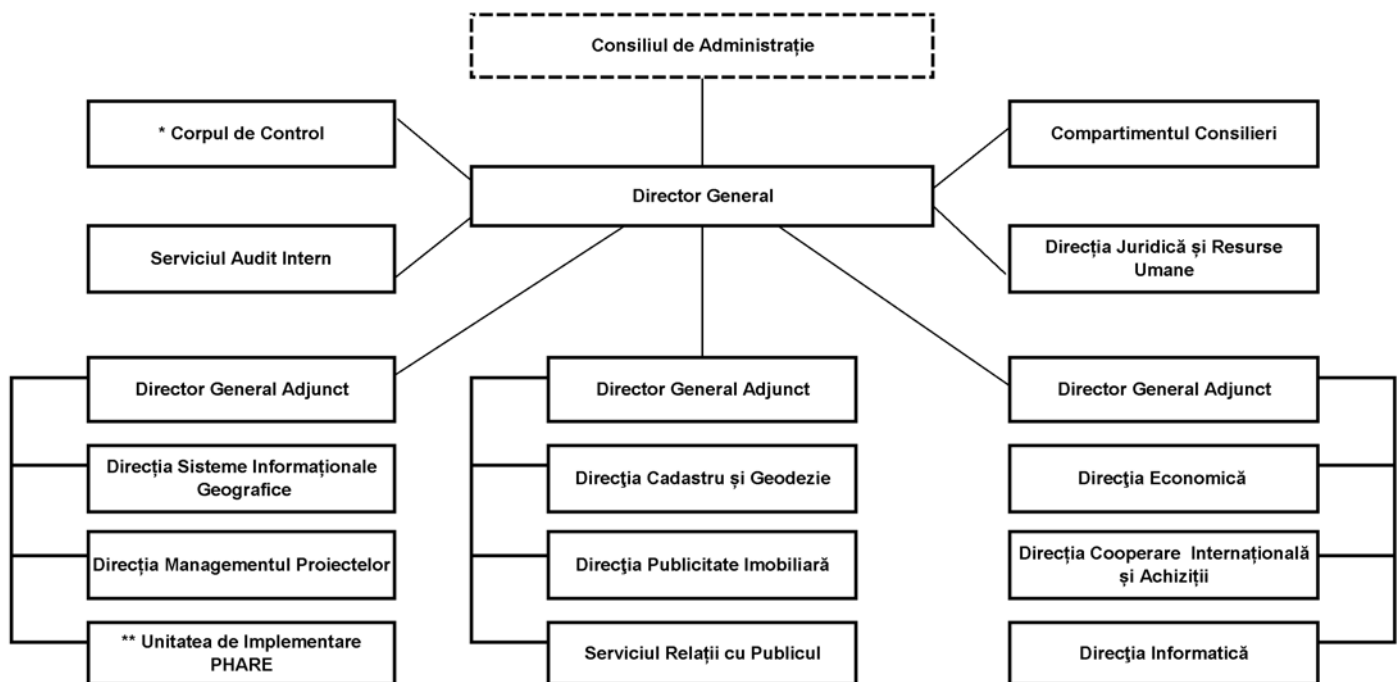 Consiliul de Administrație
* Corpul de Control
Compartimentul Consilieri
Director General
Serviciul Audit Intern
Direcția Juridică și Resurse
Umane
Director General Adjunct
Director General Adjunct
Director General Adjunct
Direcția Sisteme Informaționale
Geografice
Direcţia Cadastru și Geodezie
Direcţia Economică
Direcția Managementul Proiectelor
Direcţia Publicitate Imobiliară
Direcția Cooperare Internațională
și Achiziții
** Unitatea de Implementare
PHARE
Serviciul Relații cu Publicul
Direcţia Informatică